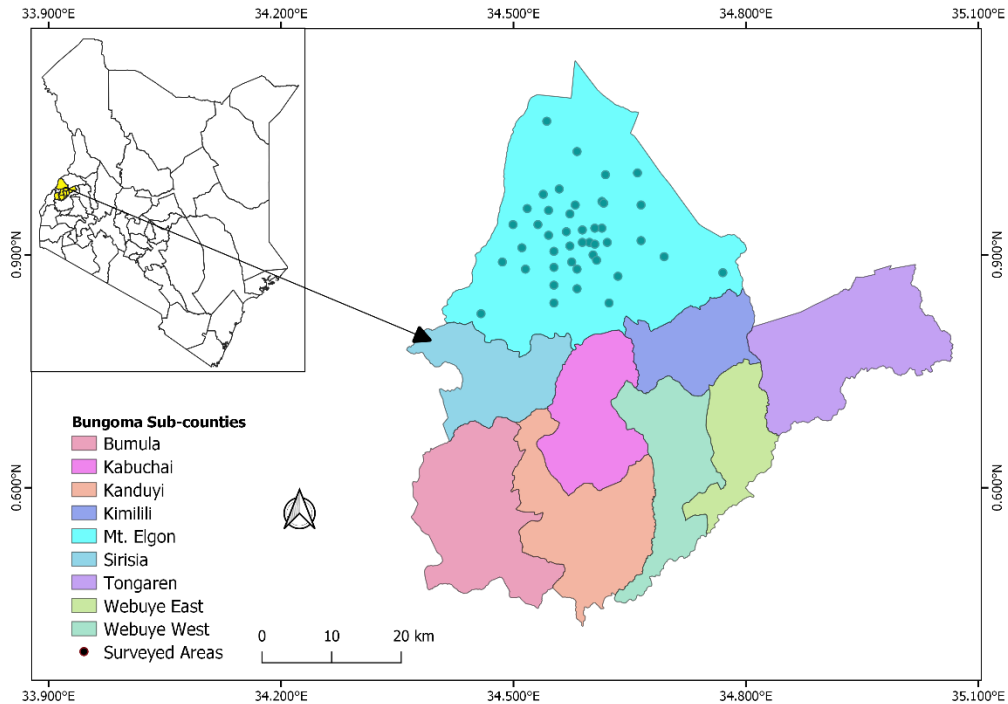 33.900°E 34.200°E 34.500°E 34.800°E 35.100°E
0.900°N 0.900°N
0.600°N 0.600°N
Bungoma Sub-counties
Bumula
Kabuchai
Kanduyi
Kimilili
Mt. Elgon
Sirisia
Tongaren
Webuye East
Webuye West
Surveyed Areas
0 10 20 km
33.900°E 34.200°E 34.500°E 34.800°E 35.100°E